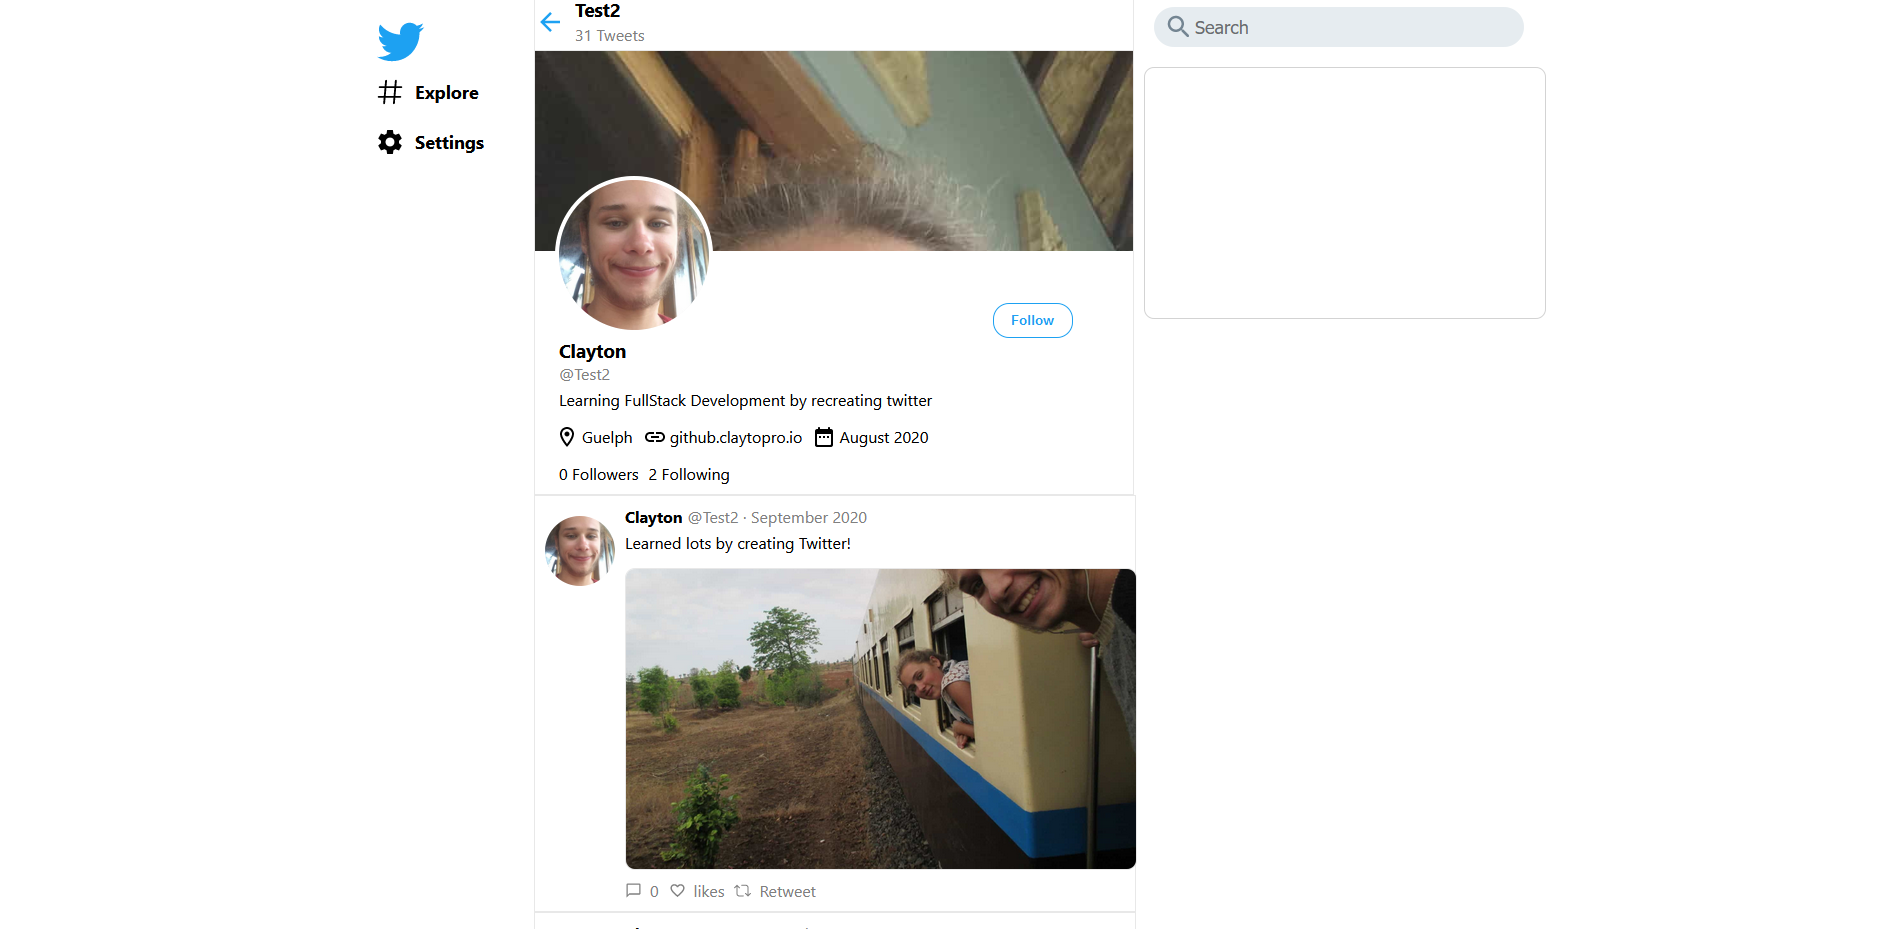 Test2
31 Tweets
Search
Explore
Settings
Follow
Clayton
@Test2
Learning FullStack Development by recreating twitter
Guelph github.claytopro.io August 2020
0 Followers 2 Following
Clayton @Test2 · September 2020
Learned lots by creating Twitter!
0 likes Retweet